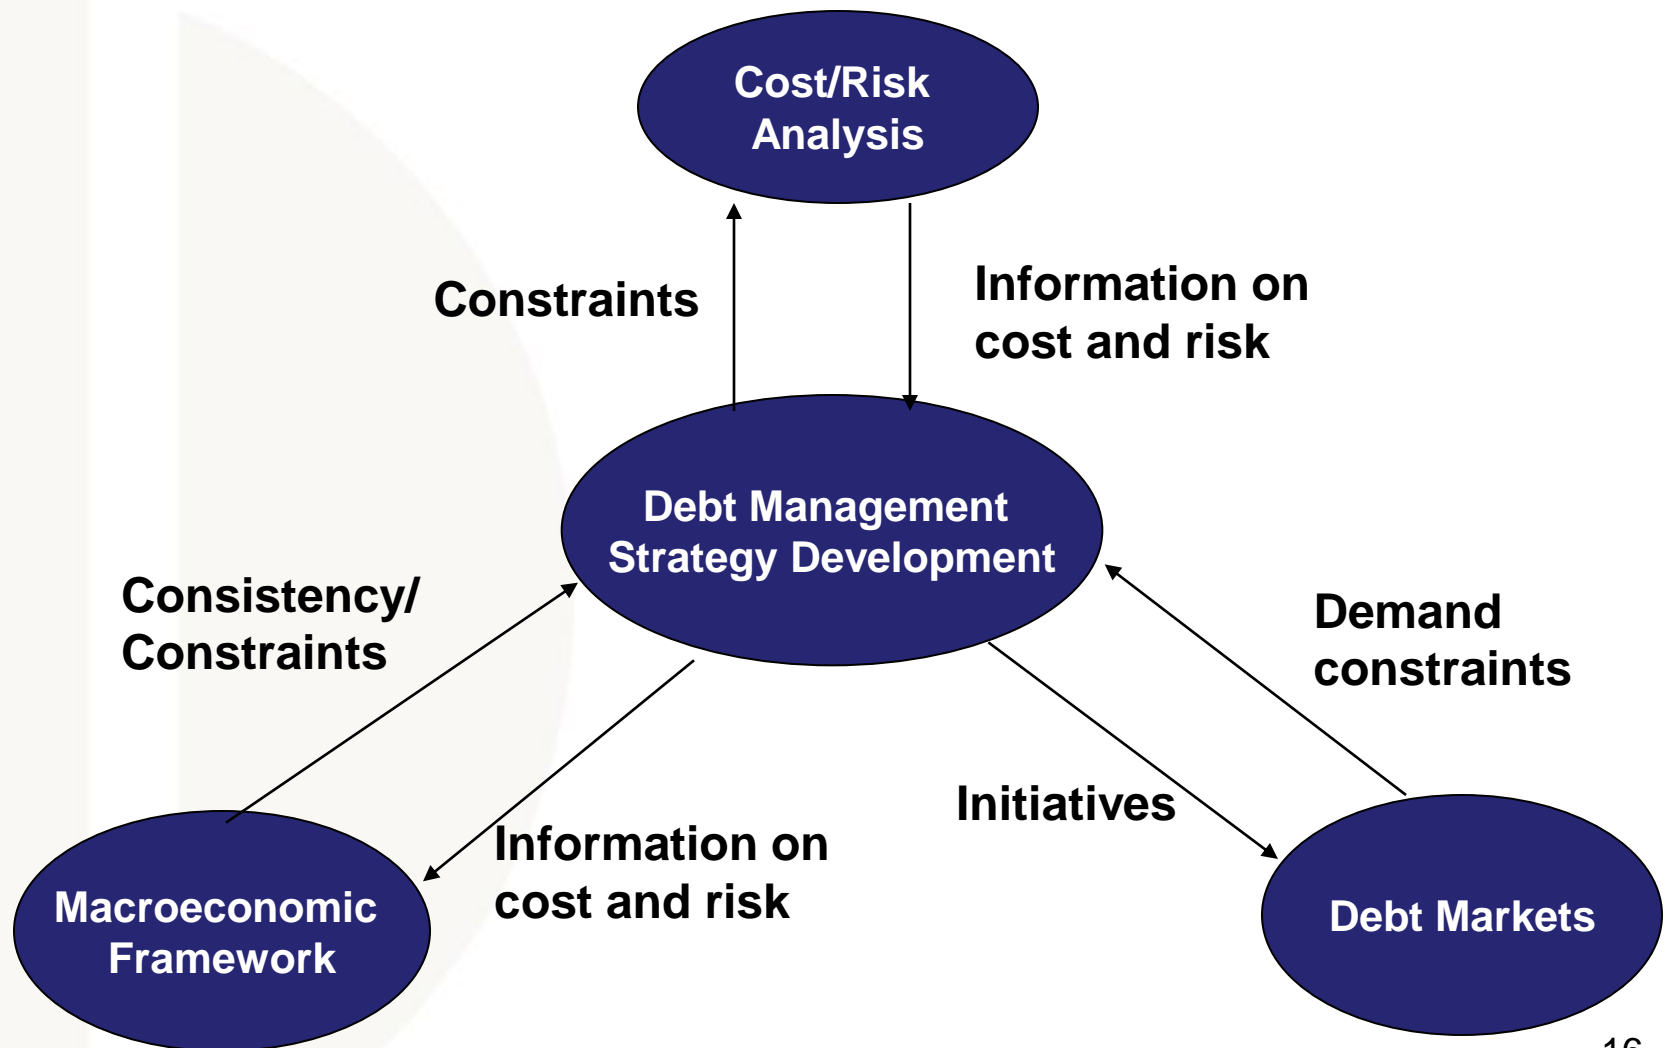 Cost/Risk
Analysis
Constraints
Information on
cost and risk
Debt Management
Strategy Development
Consistency/
Constraints
Demand
constraints
Initiatives
Information on
cost and risk
Macroeconomic
Framework
Debt Markets
16